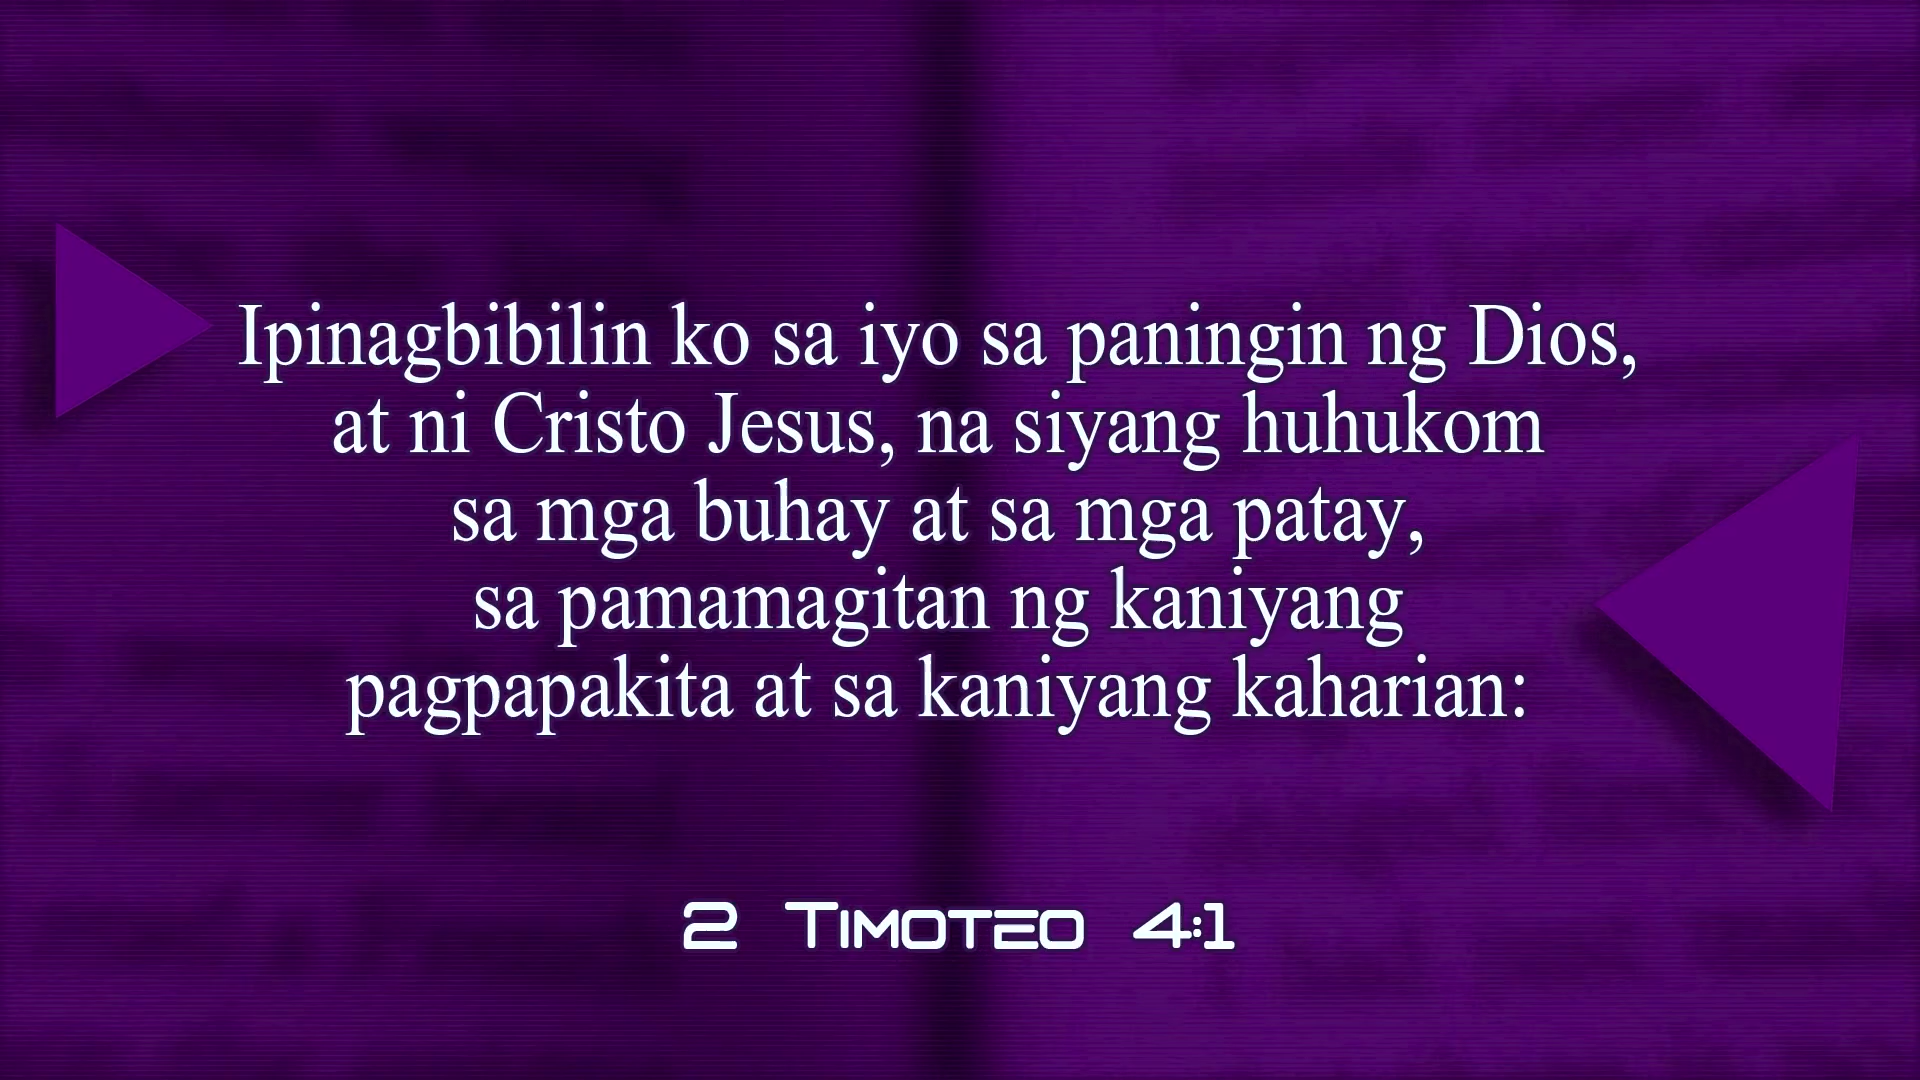 Ipinagbibilin ko sa iyo sa paningin ng Dios,
at ni Cristo Jesus, na siyang huhukom
sa mga buhay at sa mga patay,
sa pamamagitan ng kaniyang
pagpapakita at sa kaniyang kaharian:
2 Timoteo 4:1